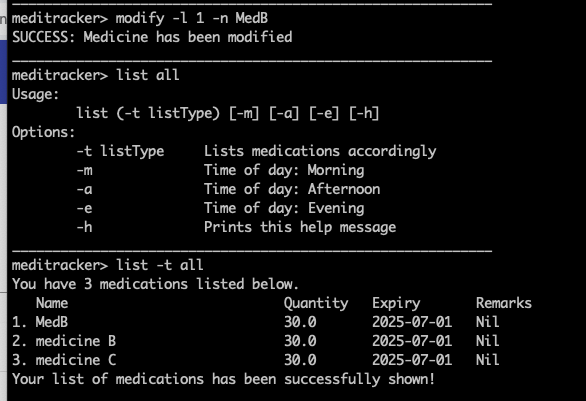 meditracker> modify -l 1 -n MedB
SUCCESS: Medicine has been modified
meditracker> list all
Usage:
        list (-t listType) [-m] [-a] [-e] [-h]
Options:
        -t listType     Lists medications accordingly
        -m              Time of day: Morning
        -a              Time of day: Afternoon
        -e              Time of day: Evening
        -h              Prints this help message
meditracker> list -t all
You have 3 medications listed below.
   Name                           Quantity   Expiry       Remarks
1. MedB                           30.0       2025-07-01   Nil
2. medicine B                     30.0       2025-07-01   Nil
3. medicine C                     30.0       2025-07-01   Nil
Your list of medications has been successfully shown!